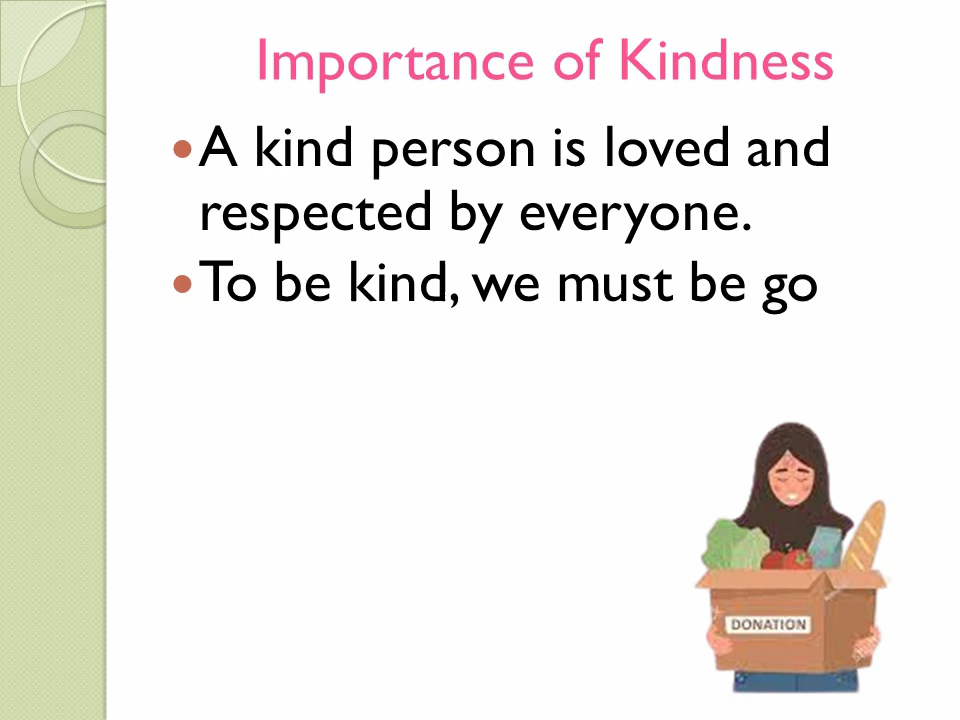 Importance of Kindness
• A kind person is loved and
respected by everyone.
• To be kind, we must be go
DONATION